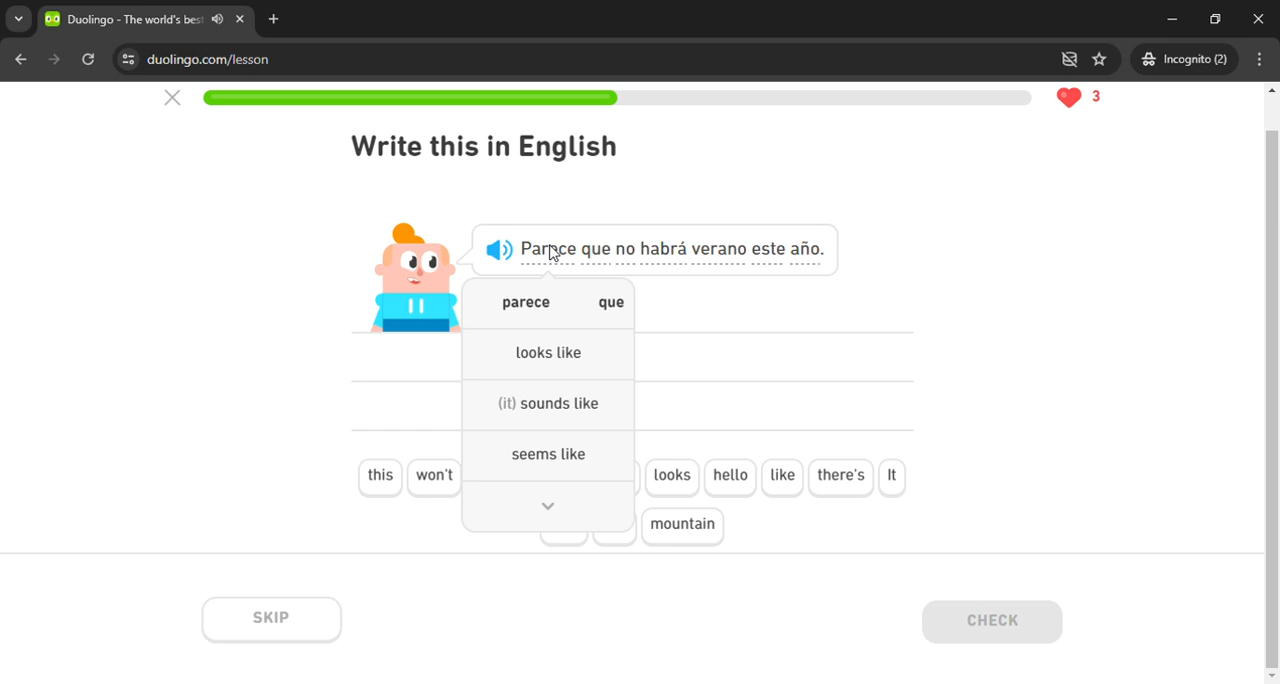 Duolingo - The world's bes
duolingo.com/lesson
Incognito (2)
3
Write this in English
Parece que no habrá verano este año.
parece que
looks like
(it) sounds like
seems like
this won't looks hello like there's It
mountain
SKIP
CHECK